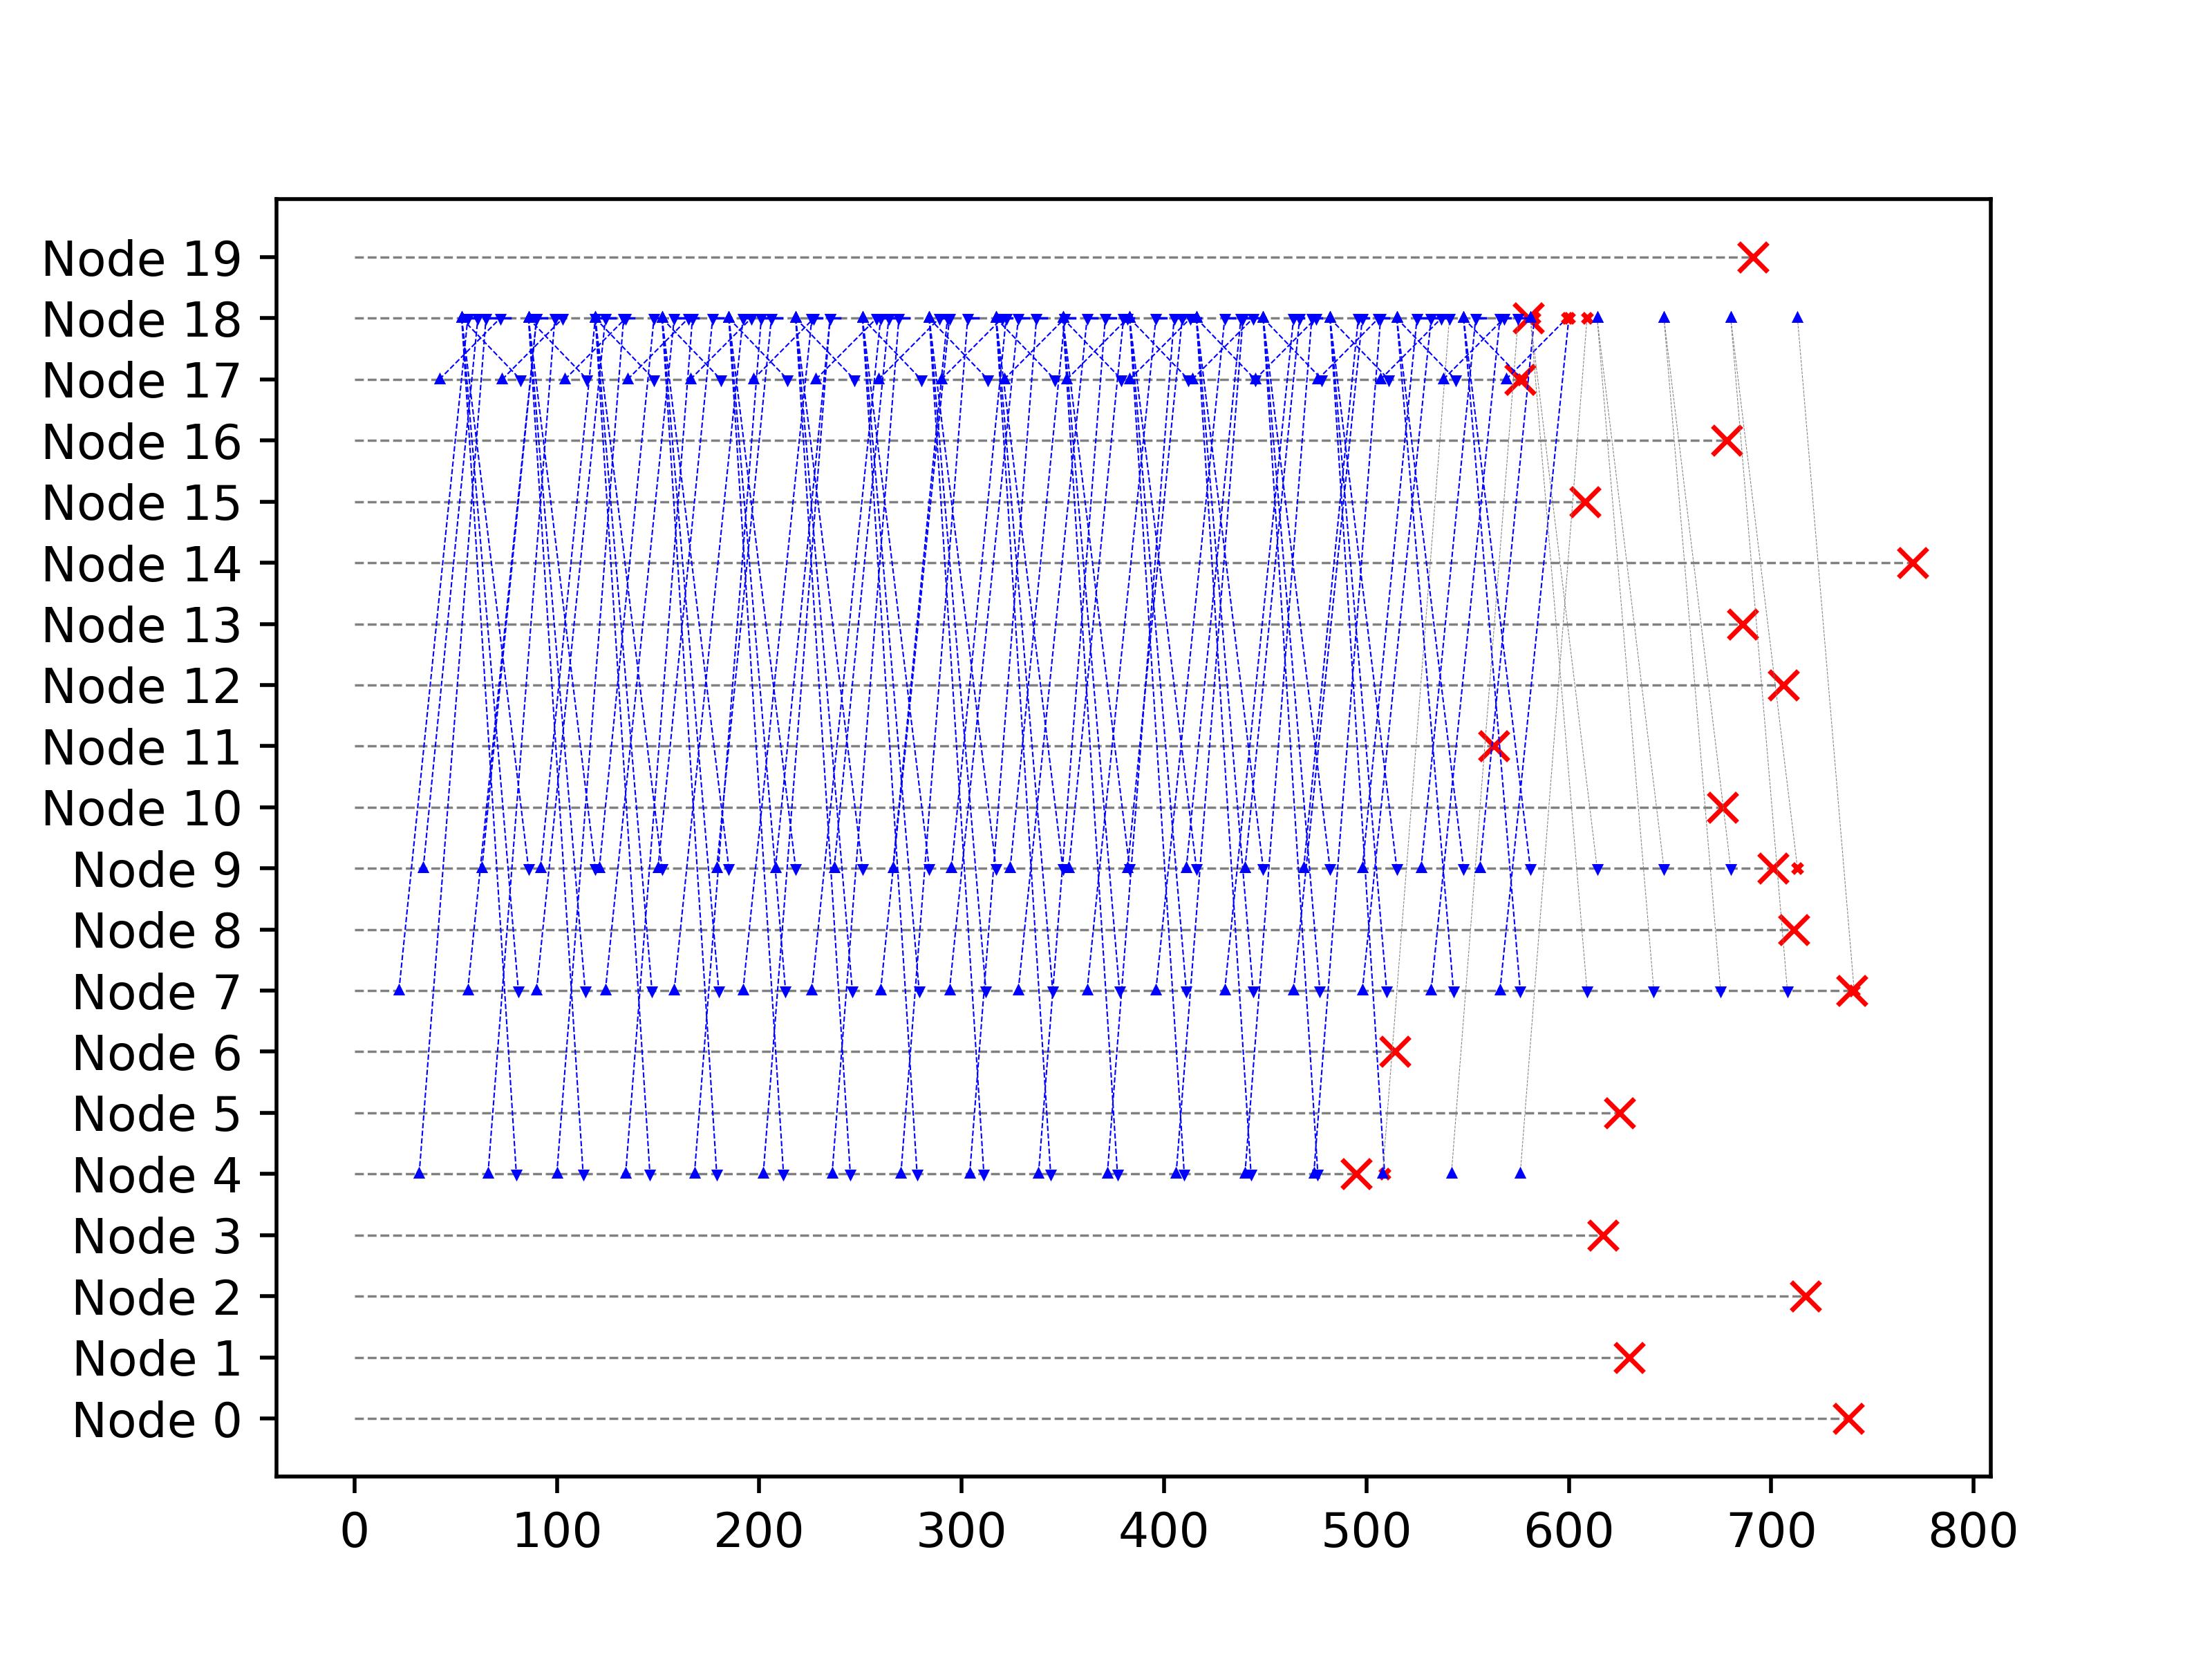 Node 19
Node 18
Node 17
Node 16
Node 15
Node 14
Node 13
Node 12
Node 11
Node 10
Node 9
Node 8
Node 7
Node 6
Node 5
Node 4
Node 3
Node 2
Node 1
Node 0
0 100 200 300 400 500 600 700 800